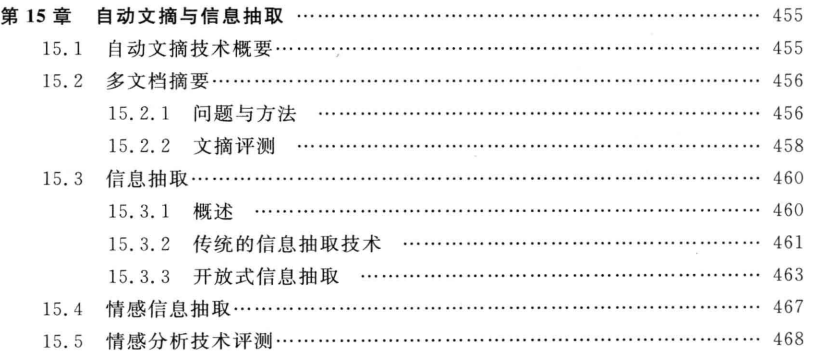 第 15 章 自动文摘与信息抽取 …………………………………………………………… 455
15.1 自动文摘技术概要…………………………………………………………… 455
15.2 多文档摘要…………………………………………………………………… 456
15.2.1 问题与方法 ……………………………………………………… 456
15.2.2 文摘评测 ………………………………………………………… 458
15.3 信息抽取……………………………………………………………………… 460
15.3.1 概述 ……………………………………………………………… 460
15.3.2 传统的信息抽取技术 …………………………………………… 461
15.3.3 开放式信息抽取 ………………………………………………… 463
15.4 情感信息抽取………………………………………………………………… 467
15.5 情感分析技术评测…………………………………………………………… 468